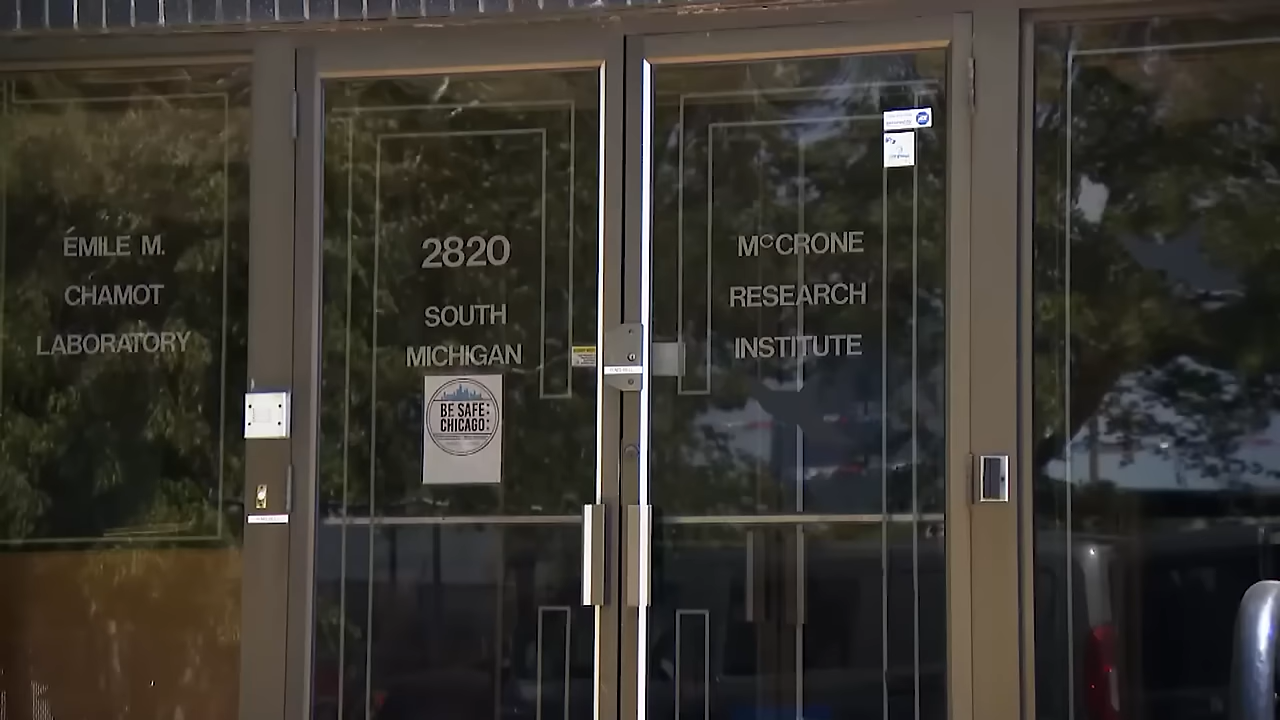 ÉMILE M.
CHAMOT
LABORATORY
2820
SOUTH
MICHIGAN
BE SAFE:
CHICAGO:
McCRONE
RESEARCH
INSTITUTE